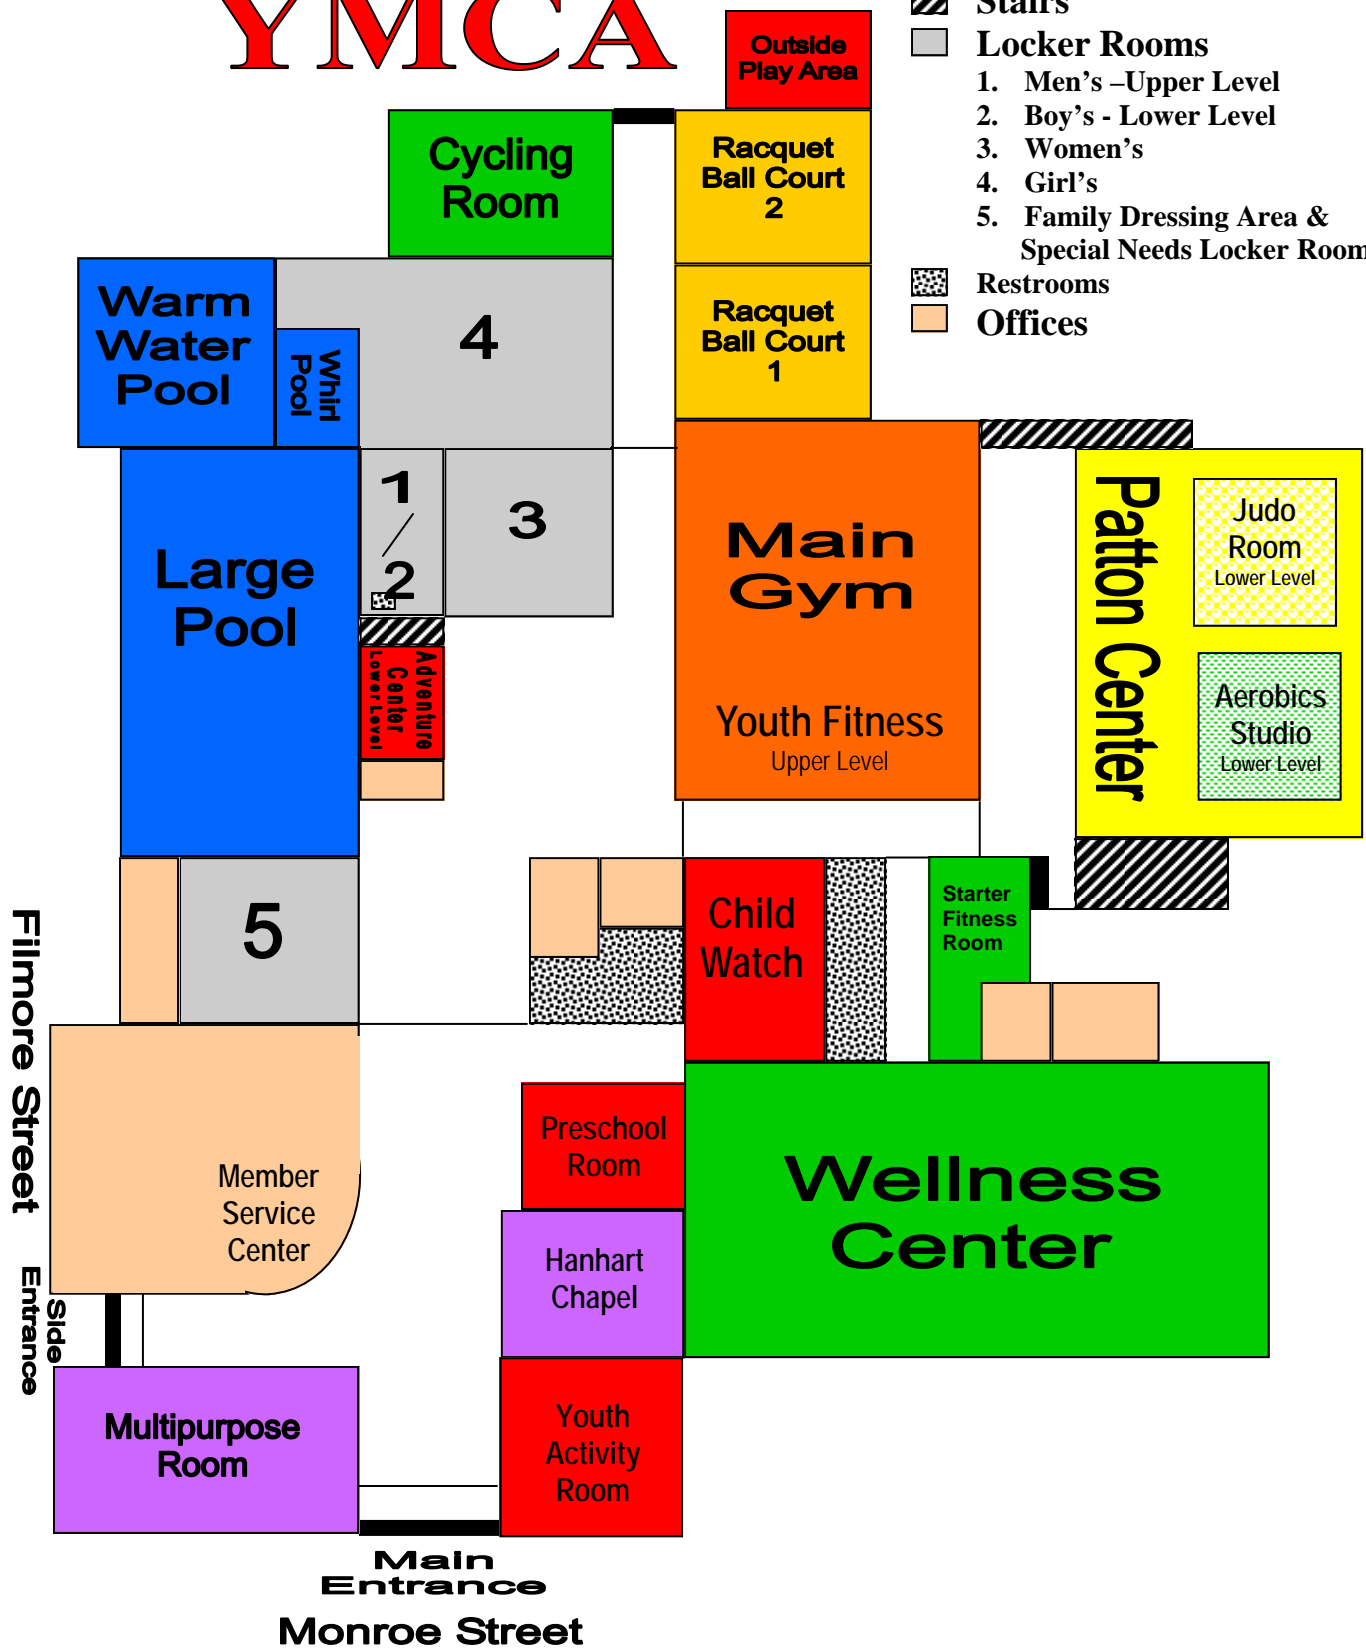 YMCA
Stairs
Locker Rooms
1. Men's –Upper Level
2. Boy's - Lower Level
3. Women's
4. Girl's
5. Family Dressing Area &
Special Needs Locker Room
Restrooms
Offices
Outside
Play Area
Cycling
Room
Racquet
Ball Court
2
Warm
Water
Pool
Whirl
Pool
4
Racquet
Ball Court
1
Large
Pool
1
/
2
3
Main
Gym
Youth Fitness
Upper Level
Patton Center
Judo
Room
Lower Level
Aerobics
Studio
Lower Level
Adventure
Center
Lower Level
5
Child
Watch
Starter
Fitness
Room
Filmore Street
Member
Service
Center
Preschool
Room
Hanhart
Chapel
Wellness
Center
Side
Entrance
Multipurpose
Room
Youth
Activity
Room
Main
Entrance
Monroe Street